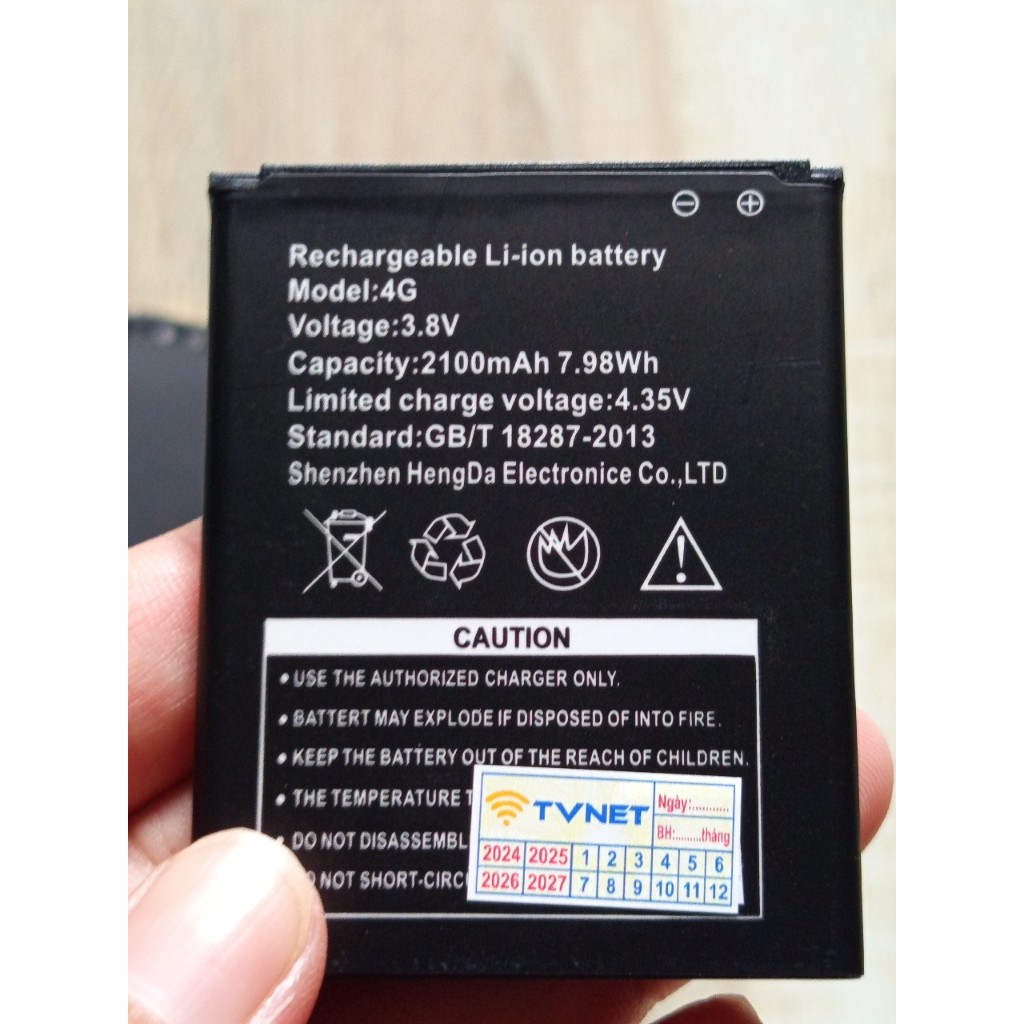 ⊖ ⊕
Rechargeable Li-ion battery
Model:4G
Voltage:3.8V
Capacity:2100mAh 7.98Wh
Limited charge voltage:4.35V
Standard:GB/T 18287-2013
Shenzhen HengDa Electronice Co.,LTD
CAUTION
• USE THE AUTHORIZED CHARGER ONLY.
• BATTERT MAY EXPLODE IF DISPOSED OF INTO FIRE.
• KEEP THE BATTERY OUT OF THE REACH OF CHILDREN.
• THE TEMPERATURE
• DO NOT DISASSEMBL
NOT SHORT-CIRC
TVNET
Ngày:............
BH:.........tháng
2024 2025 1 2 3 4 5 6
2026 2027 7 8 9 10 11 12